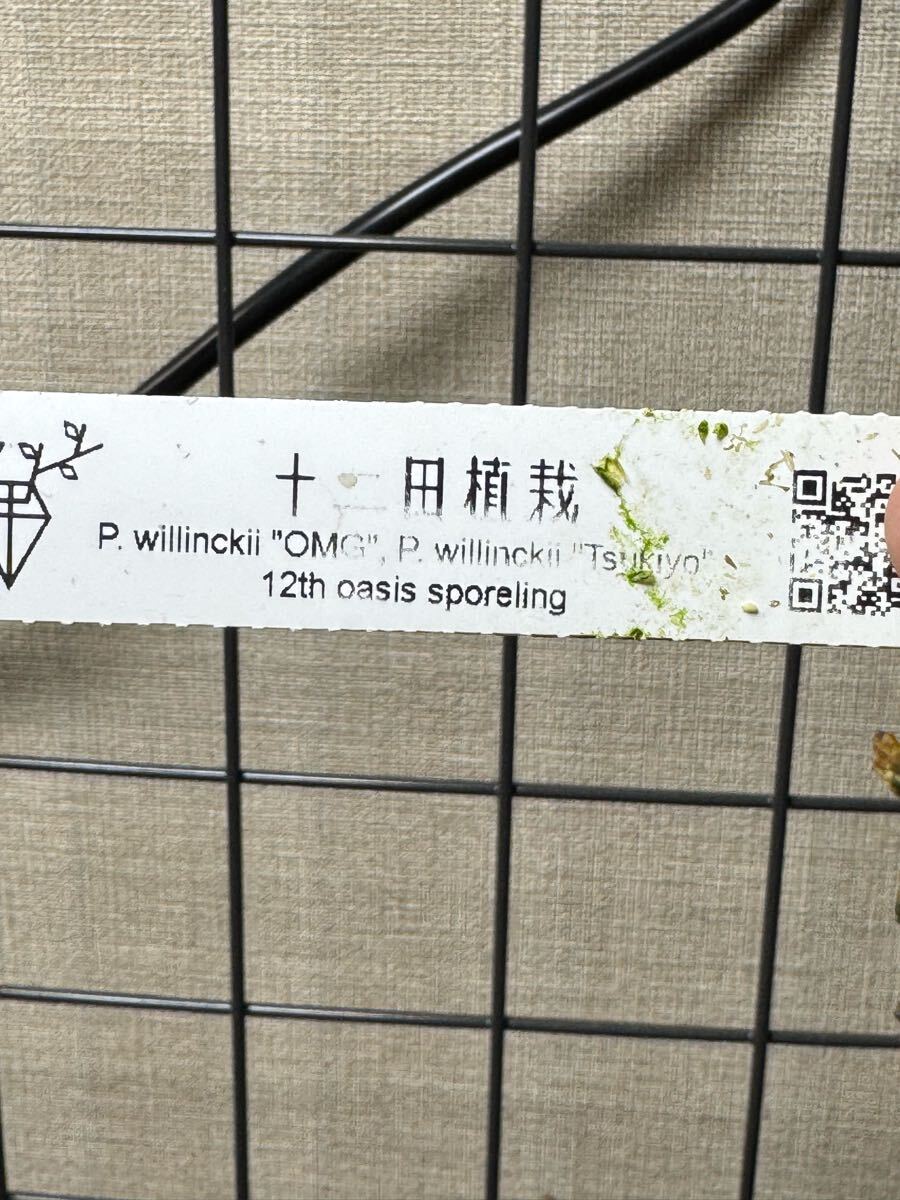 十二田植栽
P. willinckii "OMG", P. willinckii "Tsukiyo"
12th oasis sporeling